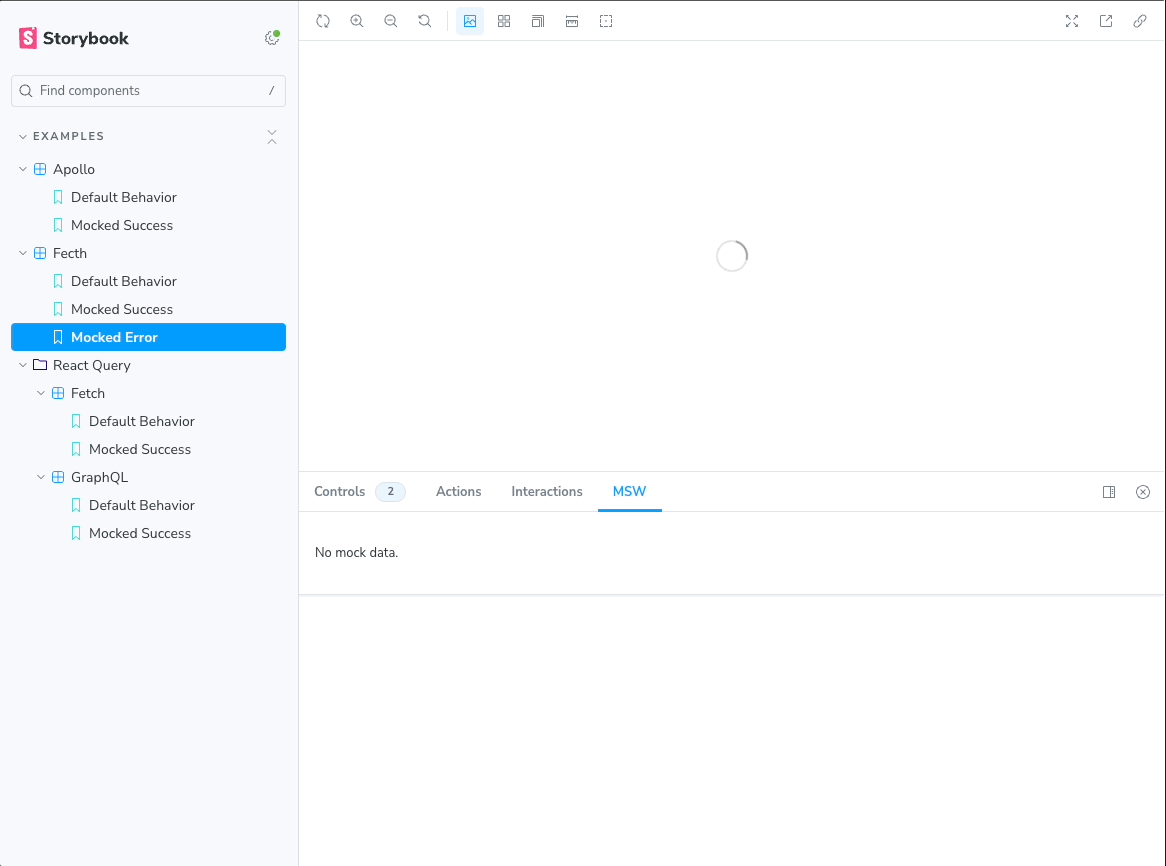 Storybook
Find components /
EXAMPLES
Apollo
Default Behavior
Mocked Success
Fecth
Default Behavior
Mocked Success
Mocked Error
React Query
Fetch
Default Behavior
Mocked Success
GraphQL
Default Behavior
Mocked Success
Controls 2 Actions Interactions MSW
No mock data.